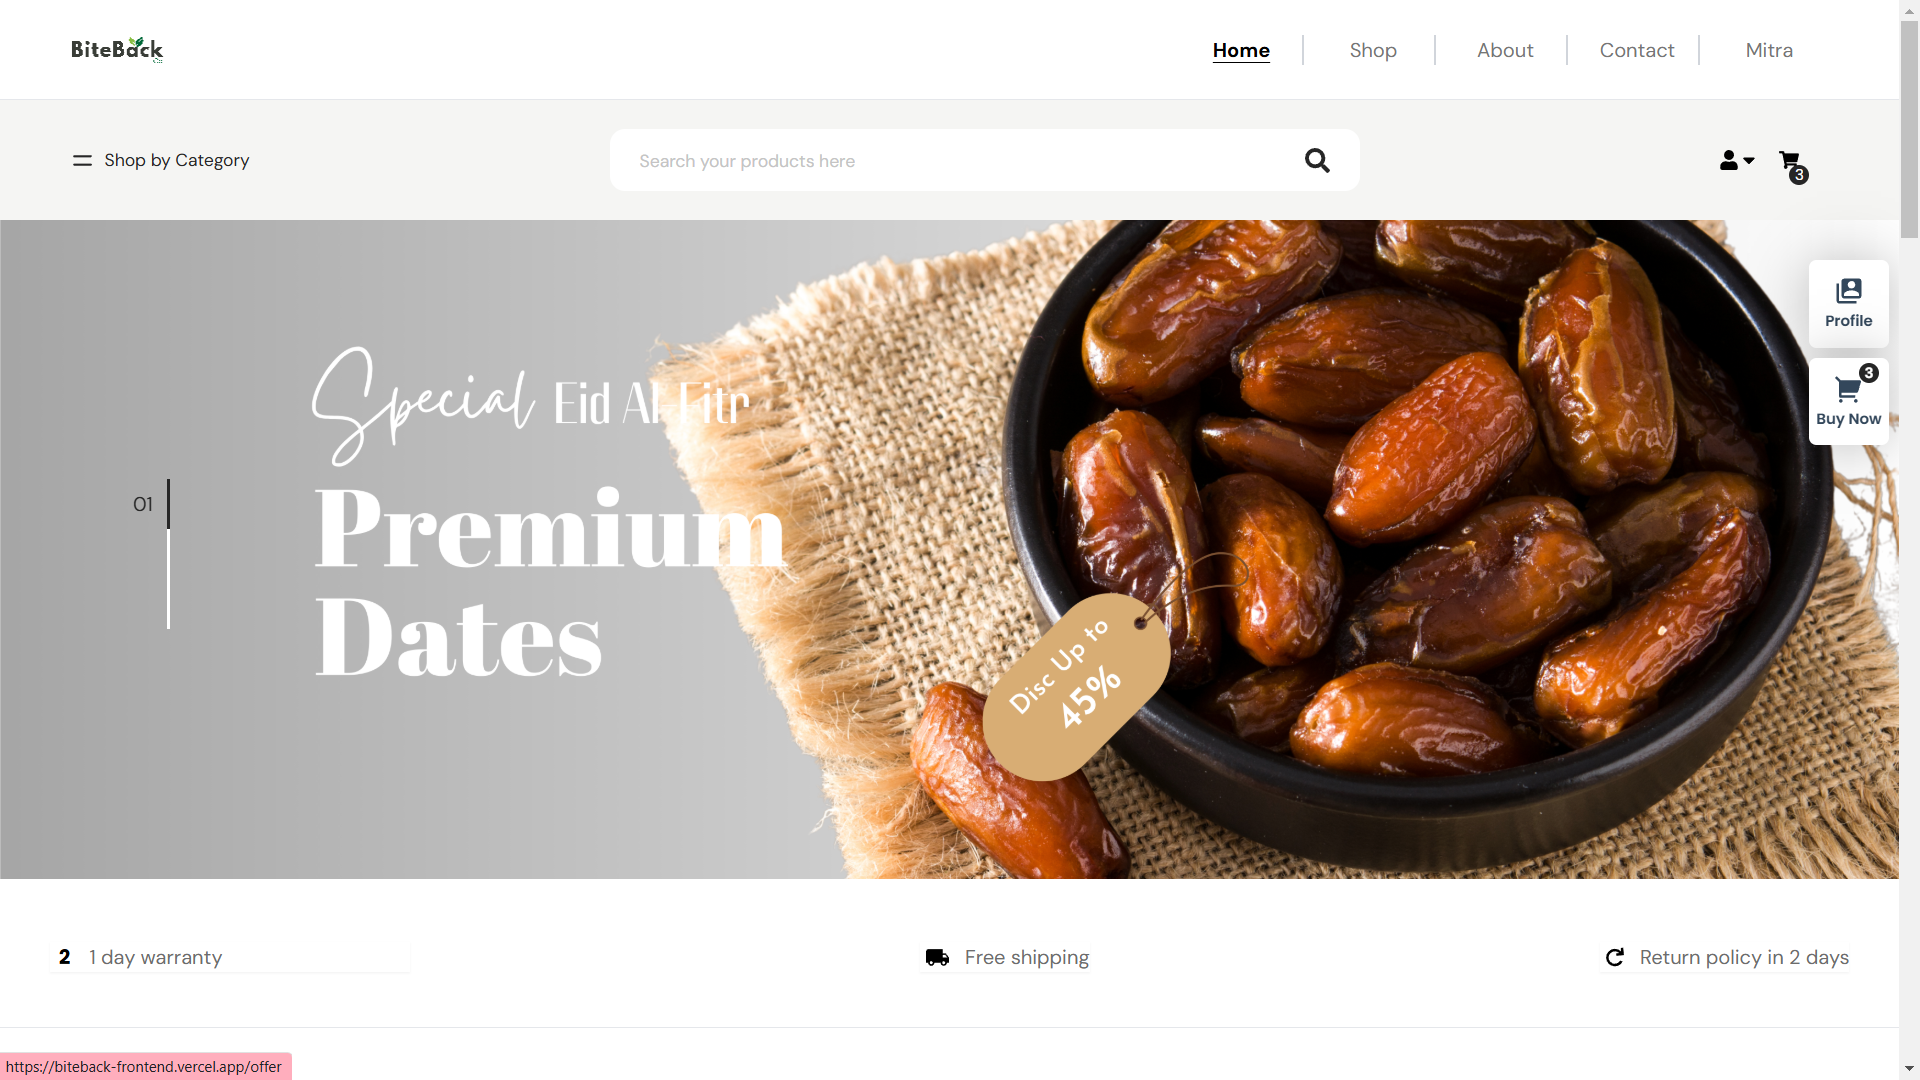 BiteBack
Co
Home
Shop
About
Contact
Mitra
Shop by Category
Search your products here
3
Profile
3
Buy Now
Special Eid Al Fitr
01
Premium
Dates
Disc Up to
45%
2 1 day warranty
Free shipping
Return policy in 2 days
https://biteback-frontend.vercel.app/offer